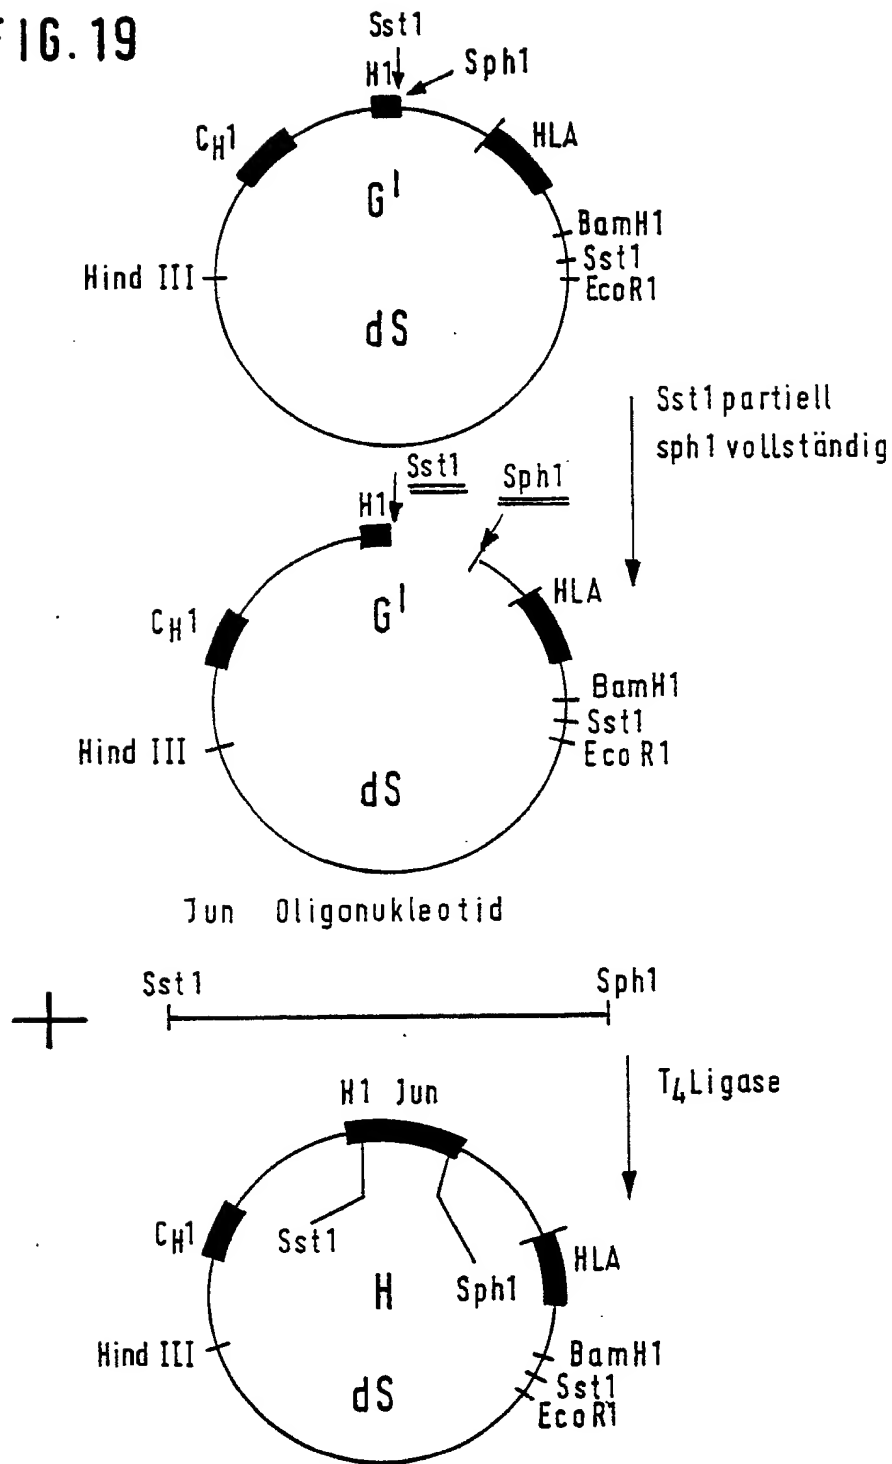 FIG. 19
Sst1
H1
Sph1
CH1
HLA
G'
BamH1
Sst1
EcoR1
Hind III
dS
Sst1 partiell
sph1 vollständig
Sst1
Sph1
H1
HLA
G'
CH1
BamH1
Sst1
EcoR1
Hind III
dS
Jun Oligonukleotid
+
Sst1
Sph1
T4Ligase
H1 Jun
CH1
Sst1
Sph1
HLA
H
Hind III
BamH1
Sst1
EcoR1
dS